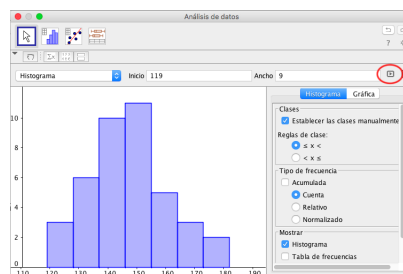 Análisis de datos
Σx
?
Histograma Inicio 119 Ancho 9
Histograma Gráfica
Clases
Establecer las clases manualmente
Reglas de clase:
≤ x <
< x ≤
Tipo de frecuencia
Acumulada
Cuenta
Relativo
Normalizado
Mostrar
Histograma
Tabla de frecuencias
10
8
6
4
2
0
110 120 130 140 150 160 170 180 190